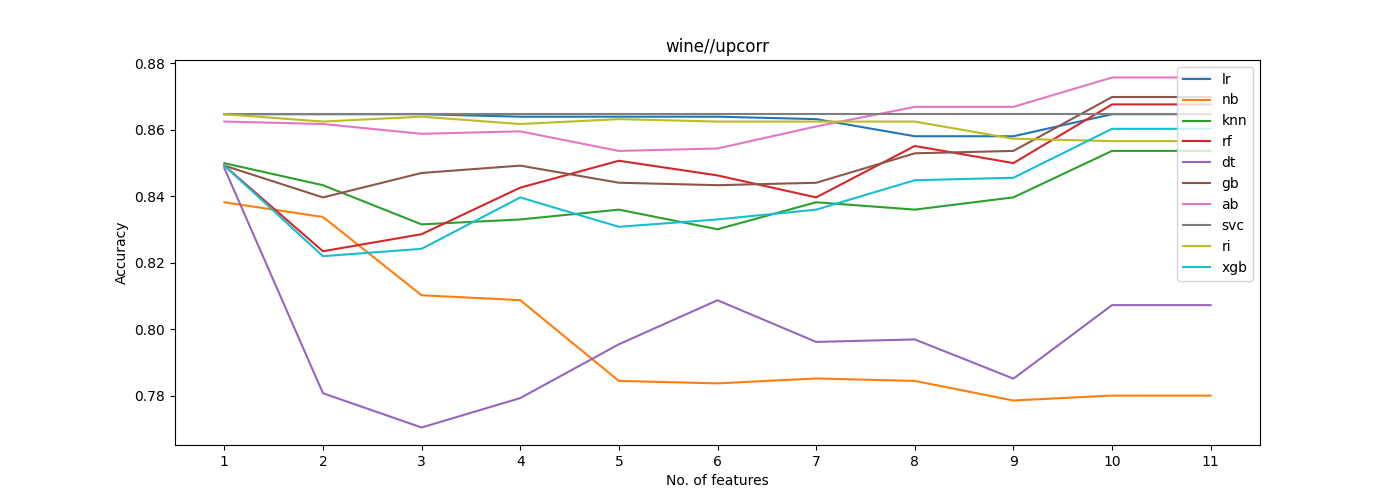 wine//upcorr
0.88
0.86
0.84
0.82
0.80
0.78
Accuracy
1 2 3 4 5 6 7 8 9 10 11
No. of features
lr
nb
knn
rf
dt
gb
ab
svc
ri
xgb